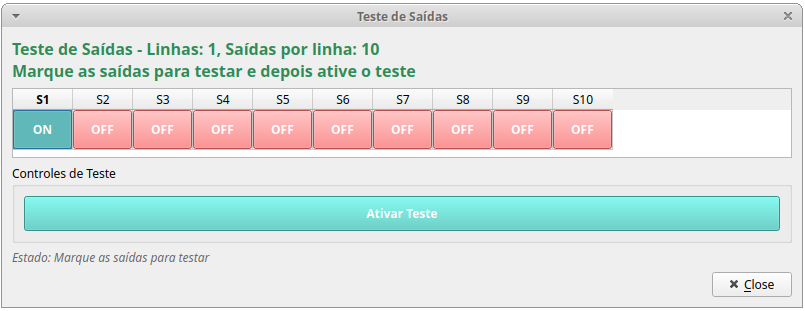 Teste de Saídas
Teste de Saídas - Linhas: 1, Saídas por linha: 10
Marque as saídas para testar e depois ative o teste
S1 S2 S3 S4 S5 S6 S7 S8 S9 S10
ON OFF OFF OFF OFF OFF OFF OFF OFF OFF
Controles de Teste
Ativar Teste
Estado: Marque as saídas para testar
Close